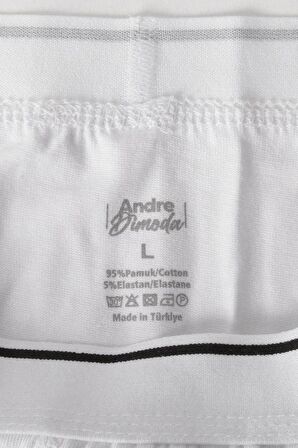 Andre
Dimoda
L
95%Pamuk/Cotton
5%Elastan/Elastane
Made in Türkiye